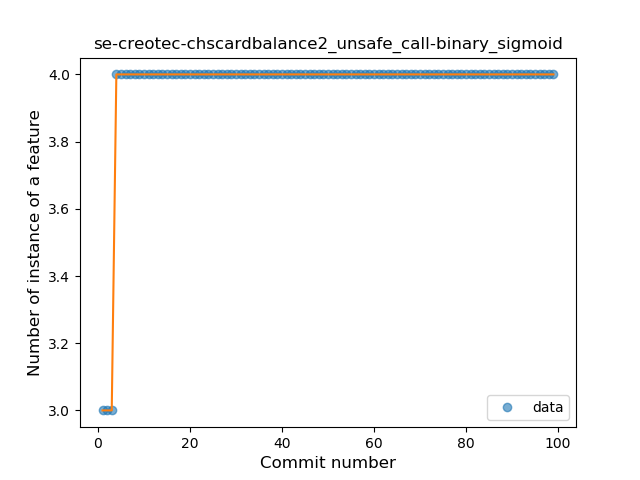 se-creotec-chscardbalance2_unsafe_call-binary_sigmoid
Number of instance of a feature
4.0
3.8
3.6
3.4
3.2
3.0
data
0 20 40 60 80 100
Commit number